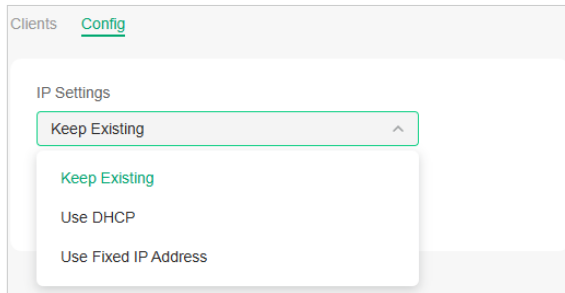 Clients Config
IP Settings
Keep Existing
Keep Existing
Use DHCP
Use Fixed IP Address